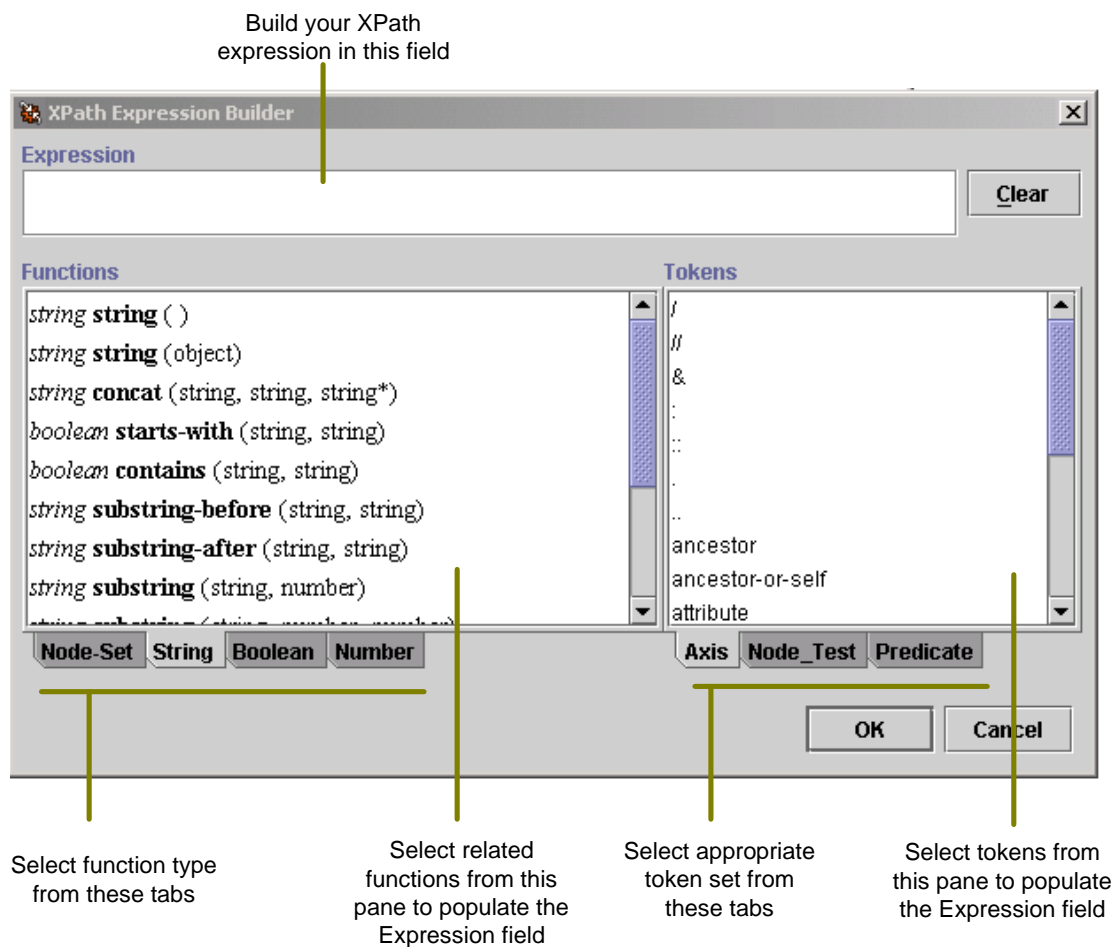 Build your XPath
expression in this field
XPath Expression Builder
Expression
Clear
Functions
Tokens
string string ( )
string string (object)
string concat (string, string, string*)
boolean starts-with (string, string)
boolean contains (string, string)
string substring-before (string, string)
string substring-after (string, string)
string substring (string, number)
string substring (string, number, number)
/
//
&
:
::
.
..
ancestor
ancestor-or-self
attribute
Node-Set String Boolean Number
Axis Node_Test Predicate
OK
Cancel
Select function type
from these tabs
Select related
functions from this
pane to populate the
Expression field
Select appropriate
token set from
these tabs
Select tokens from
this pane to populate
the Expression field